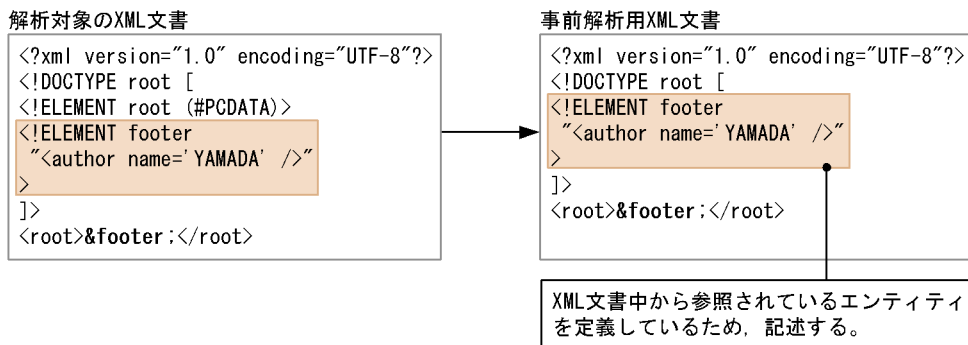 解析対象のXML文書
<?xml version="1.0" encoding="UTF-8"?>
<!DOCTYPE root [
<!ELEMENT root (#PCDATA)>
<!ELEMENT footer
"<author name='YAMADA' />"
>
]>
<root>&footer;</root>
事前解析用XML文書
<?xml version="1.0" encoding="UTF-8"?>
<!DOCTYPE root [
<!ELEMENT footer
"<author name='YAMADA' />"
>
]>
<root>&footer;</root>
XML文書中から参照されているエンティティ
を定義しているため，記述する。